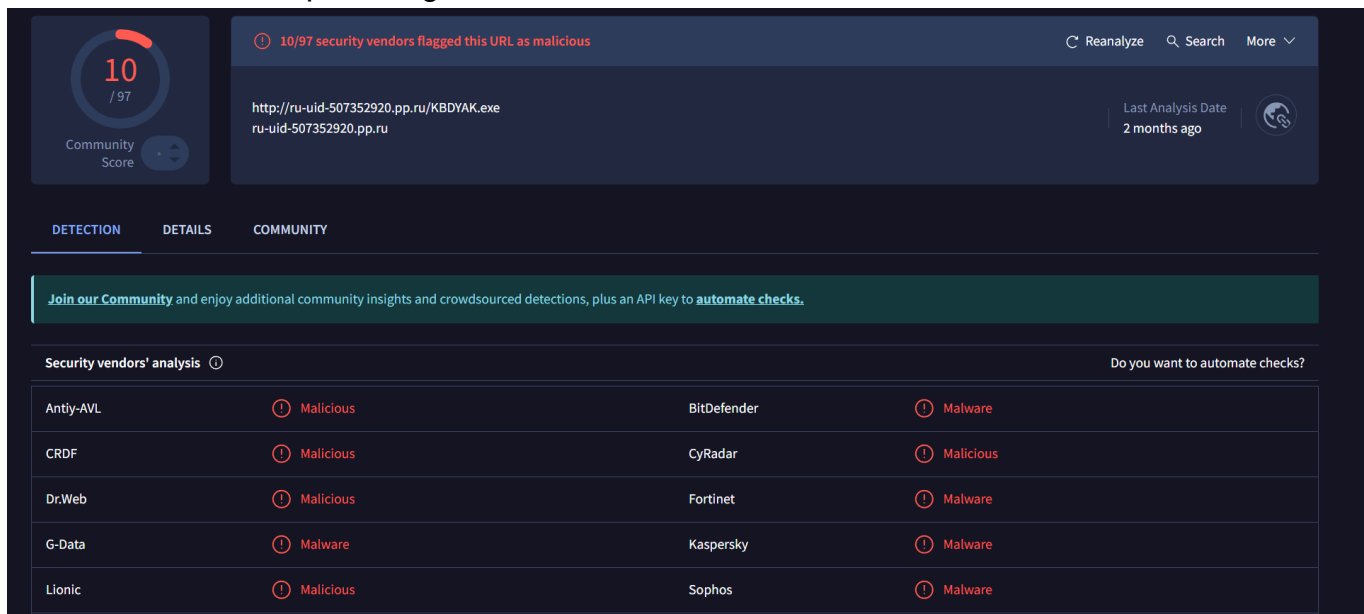 10
/ 97
Community
Score
10/97 security vendors flagged this URL as malicious
Reanalyze Search More
http://ru-uid-507352920.pp.ru/KBDYAK.exe
ru-uid-507352920.pp.ru
Last Analysis Date
2 months ago
DETECTION DETAILS COMMUNITY
Join our Community and enjoy additional community insights and crowdsourced detections, plus an API key to automate checks.
Security vendors' analysis Do you want to automate checks?
Antiy-AVL Malicious BitDefender Malware
CRDF Malicious CyRadar Malicious
Dr.Web Malicious Fortinet Malware
G-Data Malware Kaspersky Malware
Lionic Malicious Sophos Malware